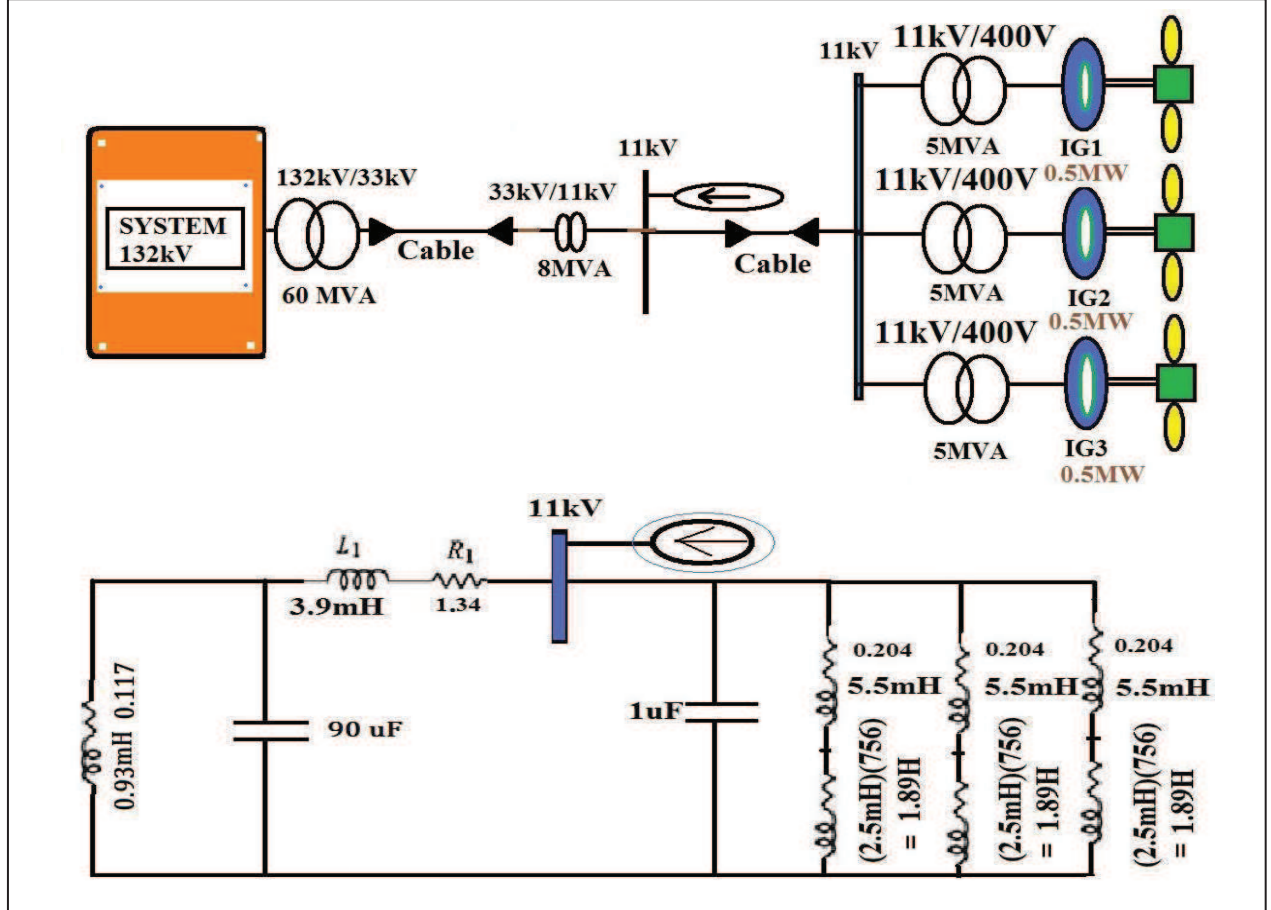 11kV
11kV/400V
5MVA
IG1
0.5MW
132kV/33kV
SYSTEM
132kV
60 MVA
Cable
33kV/11kV
8MVA
11kV
Cable
11kV/400V
5MVA
IG2
0.5MW
11kV/400V
5MVA
IG3
0.5MW
11kV
L1
3.9mH
R1
1.34
0.93mH 0.117
90 uF
1uF
0.204
5.5mH
(2.5mH)(756)
= 1.89H
0.204
5.5mH
(2.5mH)(756)
= 1.89H
0.204
5.5mH
(2.5mH)(756)
= 1.89H